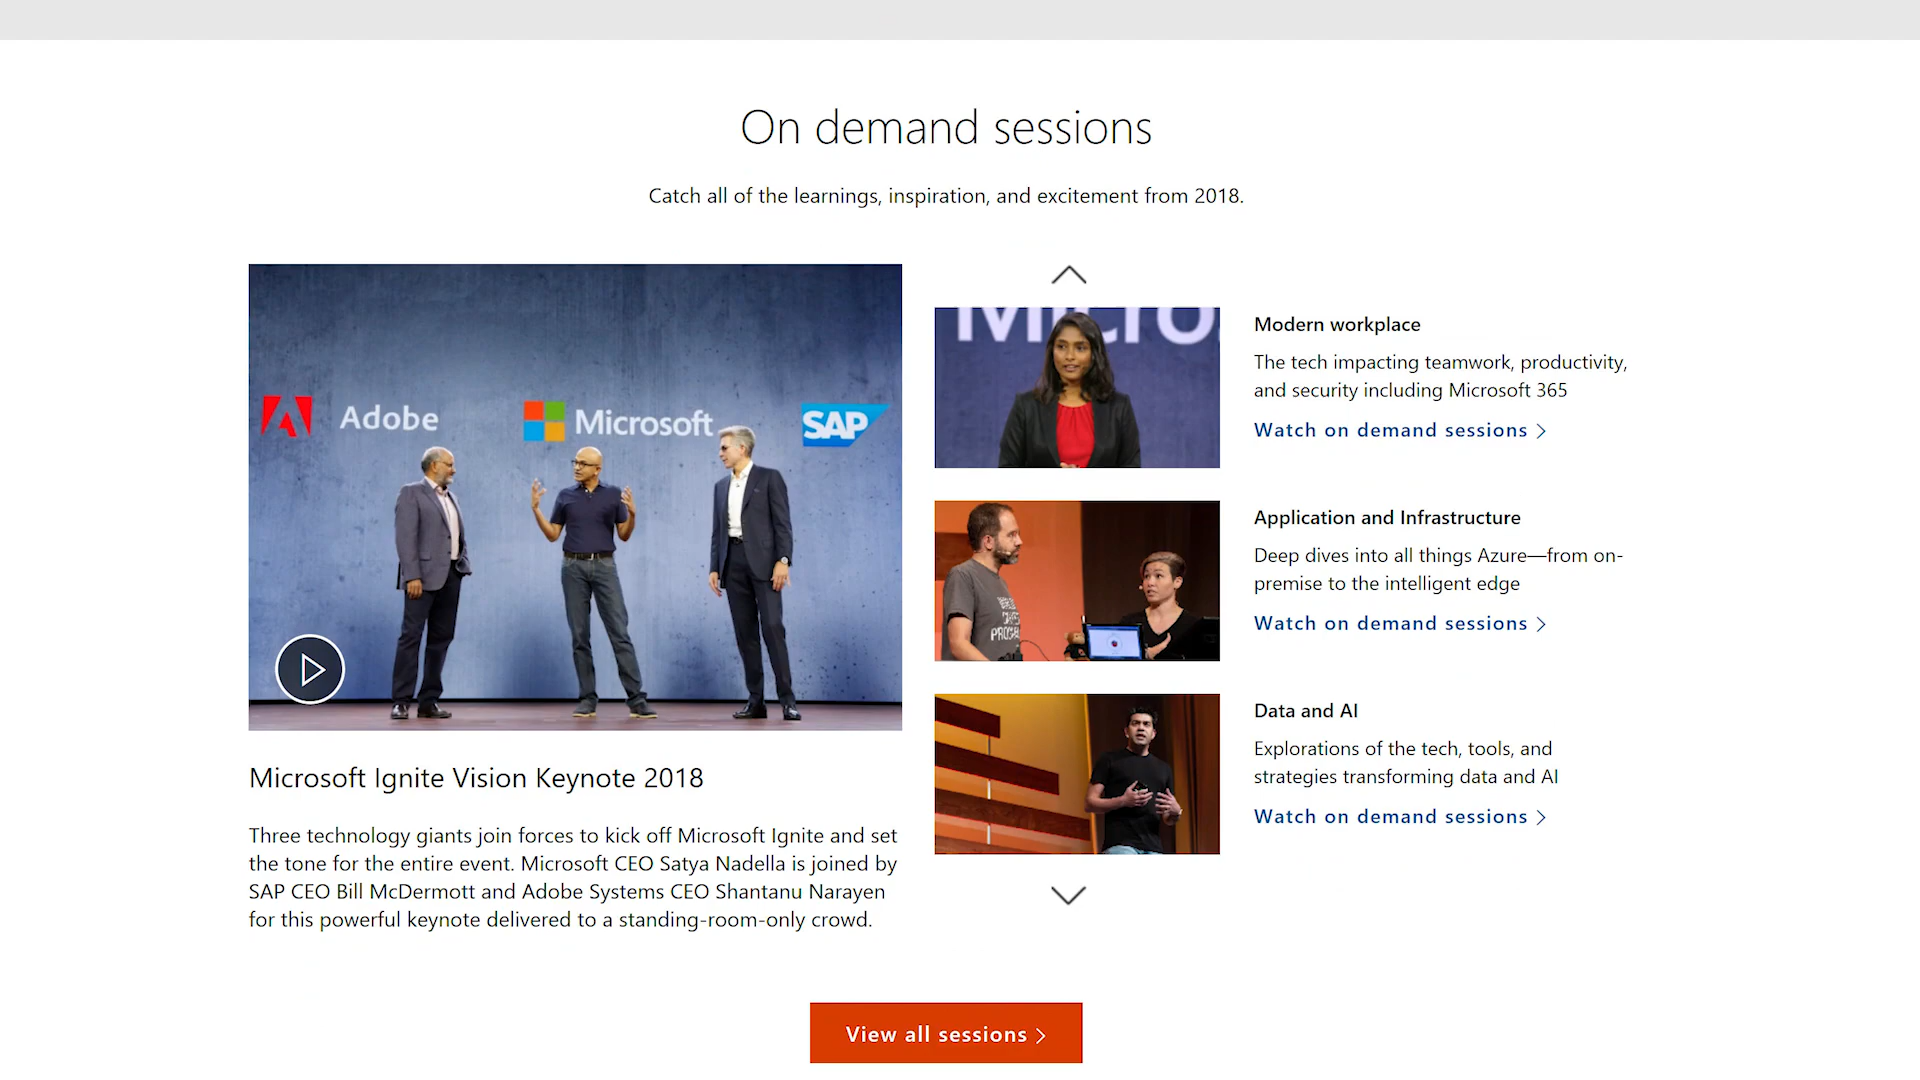 On demand sessions
Catch all of the learnings, inspiration, and excitement from 2018.
Adobe
Microsoft
SAP
Microsoft Ignite Vision Keynote 2018
Three technology giants join forces to kick off Microsoft Ignite and set
the tone for the entire event. Microsoft CEO Satya Nadella is joined by
SAP CEO Bill McDermott and Adobe Systems CEO Shantanu Narayen
for this powerful keynote delivered to a standing-room-only crowd.
Modern workplace
The tech impacting teamwork, productivity,
and security including Microsoft 365
Watch on demand sessions
Application and Infrastructure
Deep dives into all things Azure—from on-
premise to the intelligent edge
Watch on demand sessions
Data and AI
Explorations of the tech, tools, and
strategies transforming data and AI
Watch on demand sessions
View all sessions